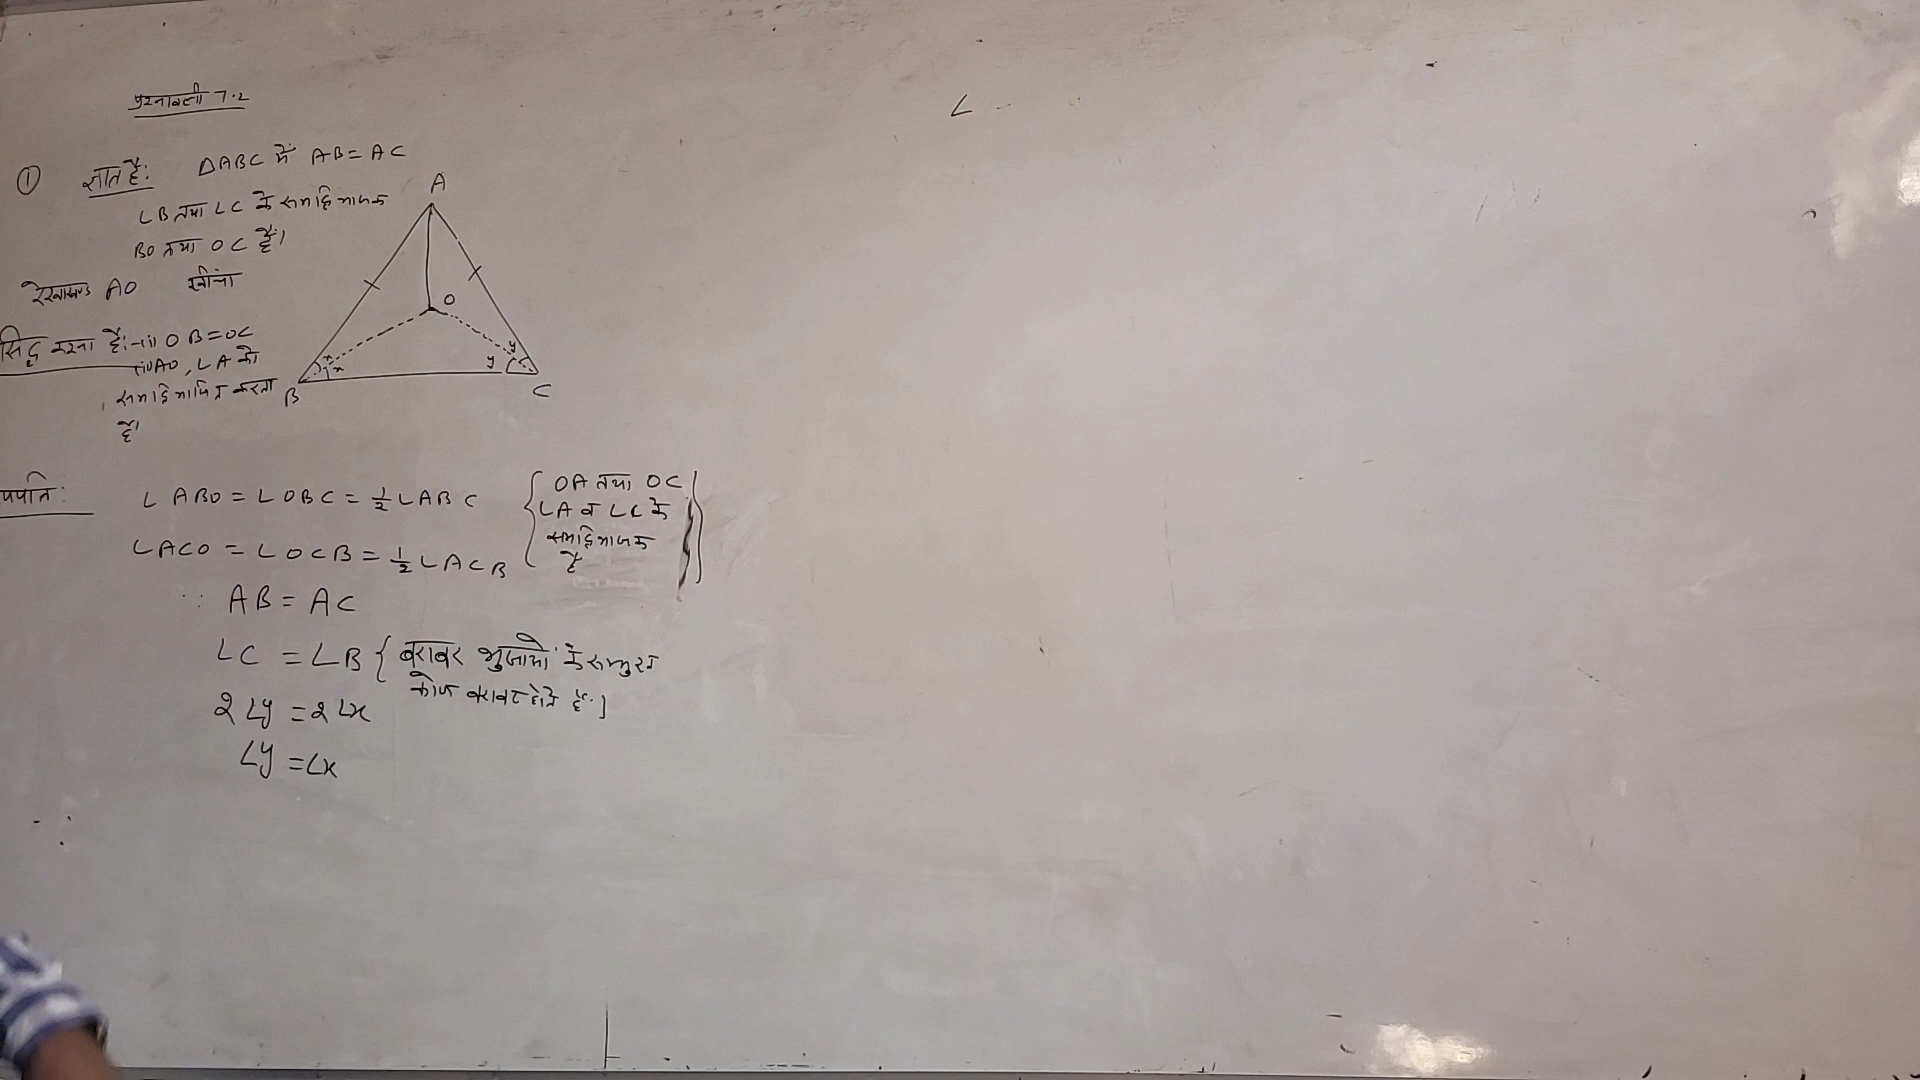 प्रश्नावली 7.2
① ज्ञात है: ΔABC में AB = AC
∠B तथा ∠C के समद्विभाजक
BO तथा OC हैं।
रेखाखण्ड AO खींचा
सिद्ध करना है:- (i) OB = OC
(ii) AO, ∠A को
समद्विभाजित करता
है।
A
O
x
x
y
y
B
C
∠ABO = ∠OBC = 1/2 ∠ABC
∠ACO = ∠OCB = 1/2 ∠ACB
{ OA तथा OC
∠A व ∠C के
समद्विभाजक
है }
∵ AB = AC
∠C = ∠B { बराबर भुजाओं के सम्मुख
कोण बराबर होते हैं.]
2∠y = 2∠x
∠y = ∠x
∠